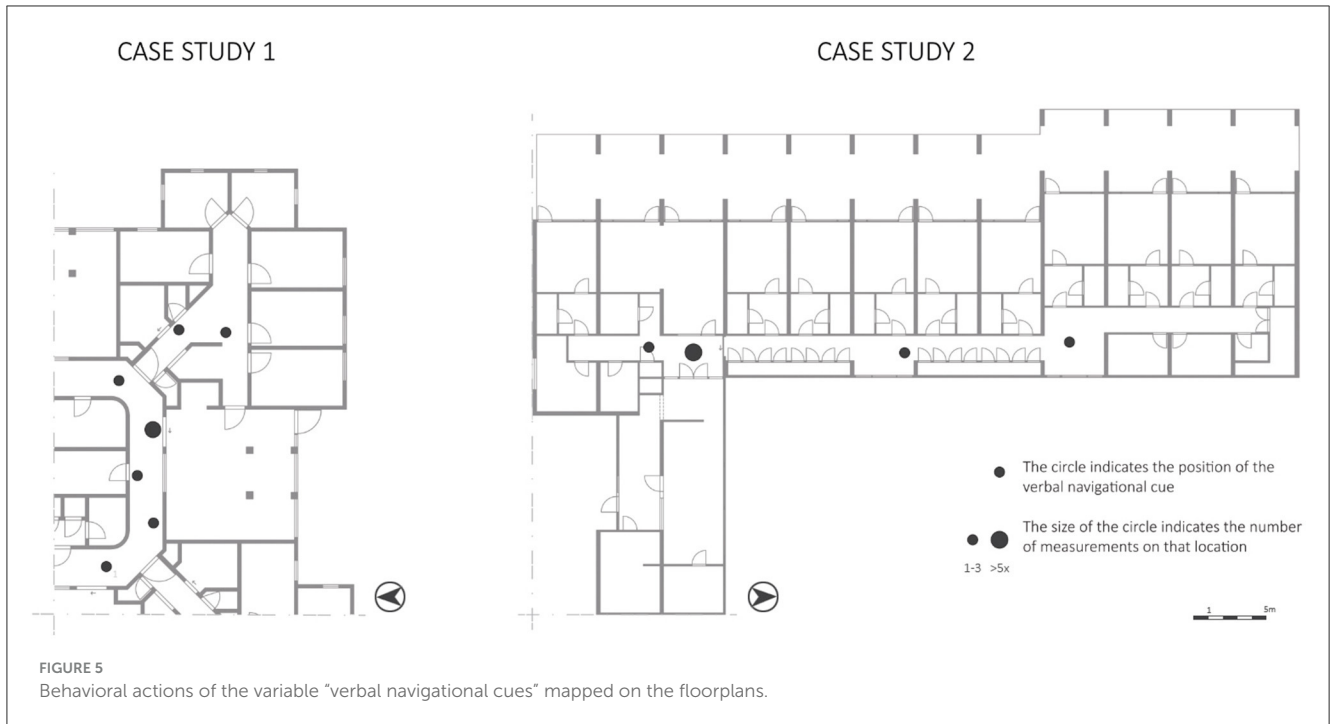 CASE STUDY 1
CASE STUDY 2
The circle indicates the position of the
verbal navigational cue
The size of the circle indicates the number
of measurements on that location
1-3 >5x
1 5m
FIGURE 5
Behavioral actions of the variable “verbal navigational cues” mapped on the floorplans.